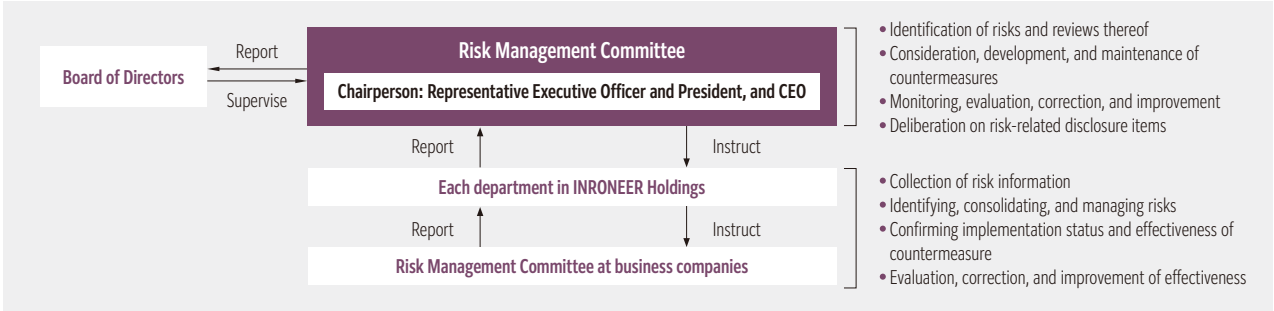 Board of Directors
Report
Supervise
Risk Management Committee
Chairperson: Representative Executive Officer and President, and CEO
• Identification of risks and reviews thereof
• Consideration, development, and maintenance of
countermeasures
• Monitoring, evaluation, correction, and improvement
• Deliberation on risk-related disclosure items
Report
Instruct
Each department in INRONEER Holdings
Report
Instruct
Risk Management Committee at business companies
• Collection of risk information
• Identifying, consolidating, and managing risks
• Confirming implementation status and effectiveness of
countermeasure
• Evaluation, correction, and improvement of effectiveness